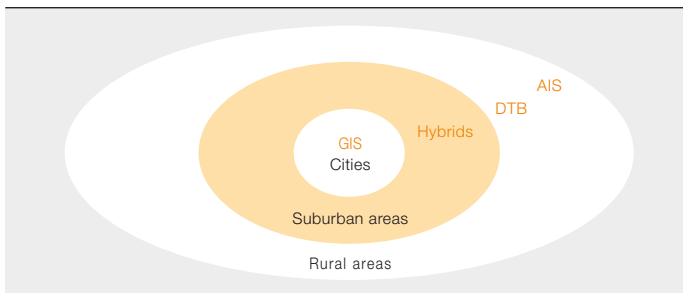 AIS
DTB
Hybrids
GIS
Cities
Suburban areas
Rural areas